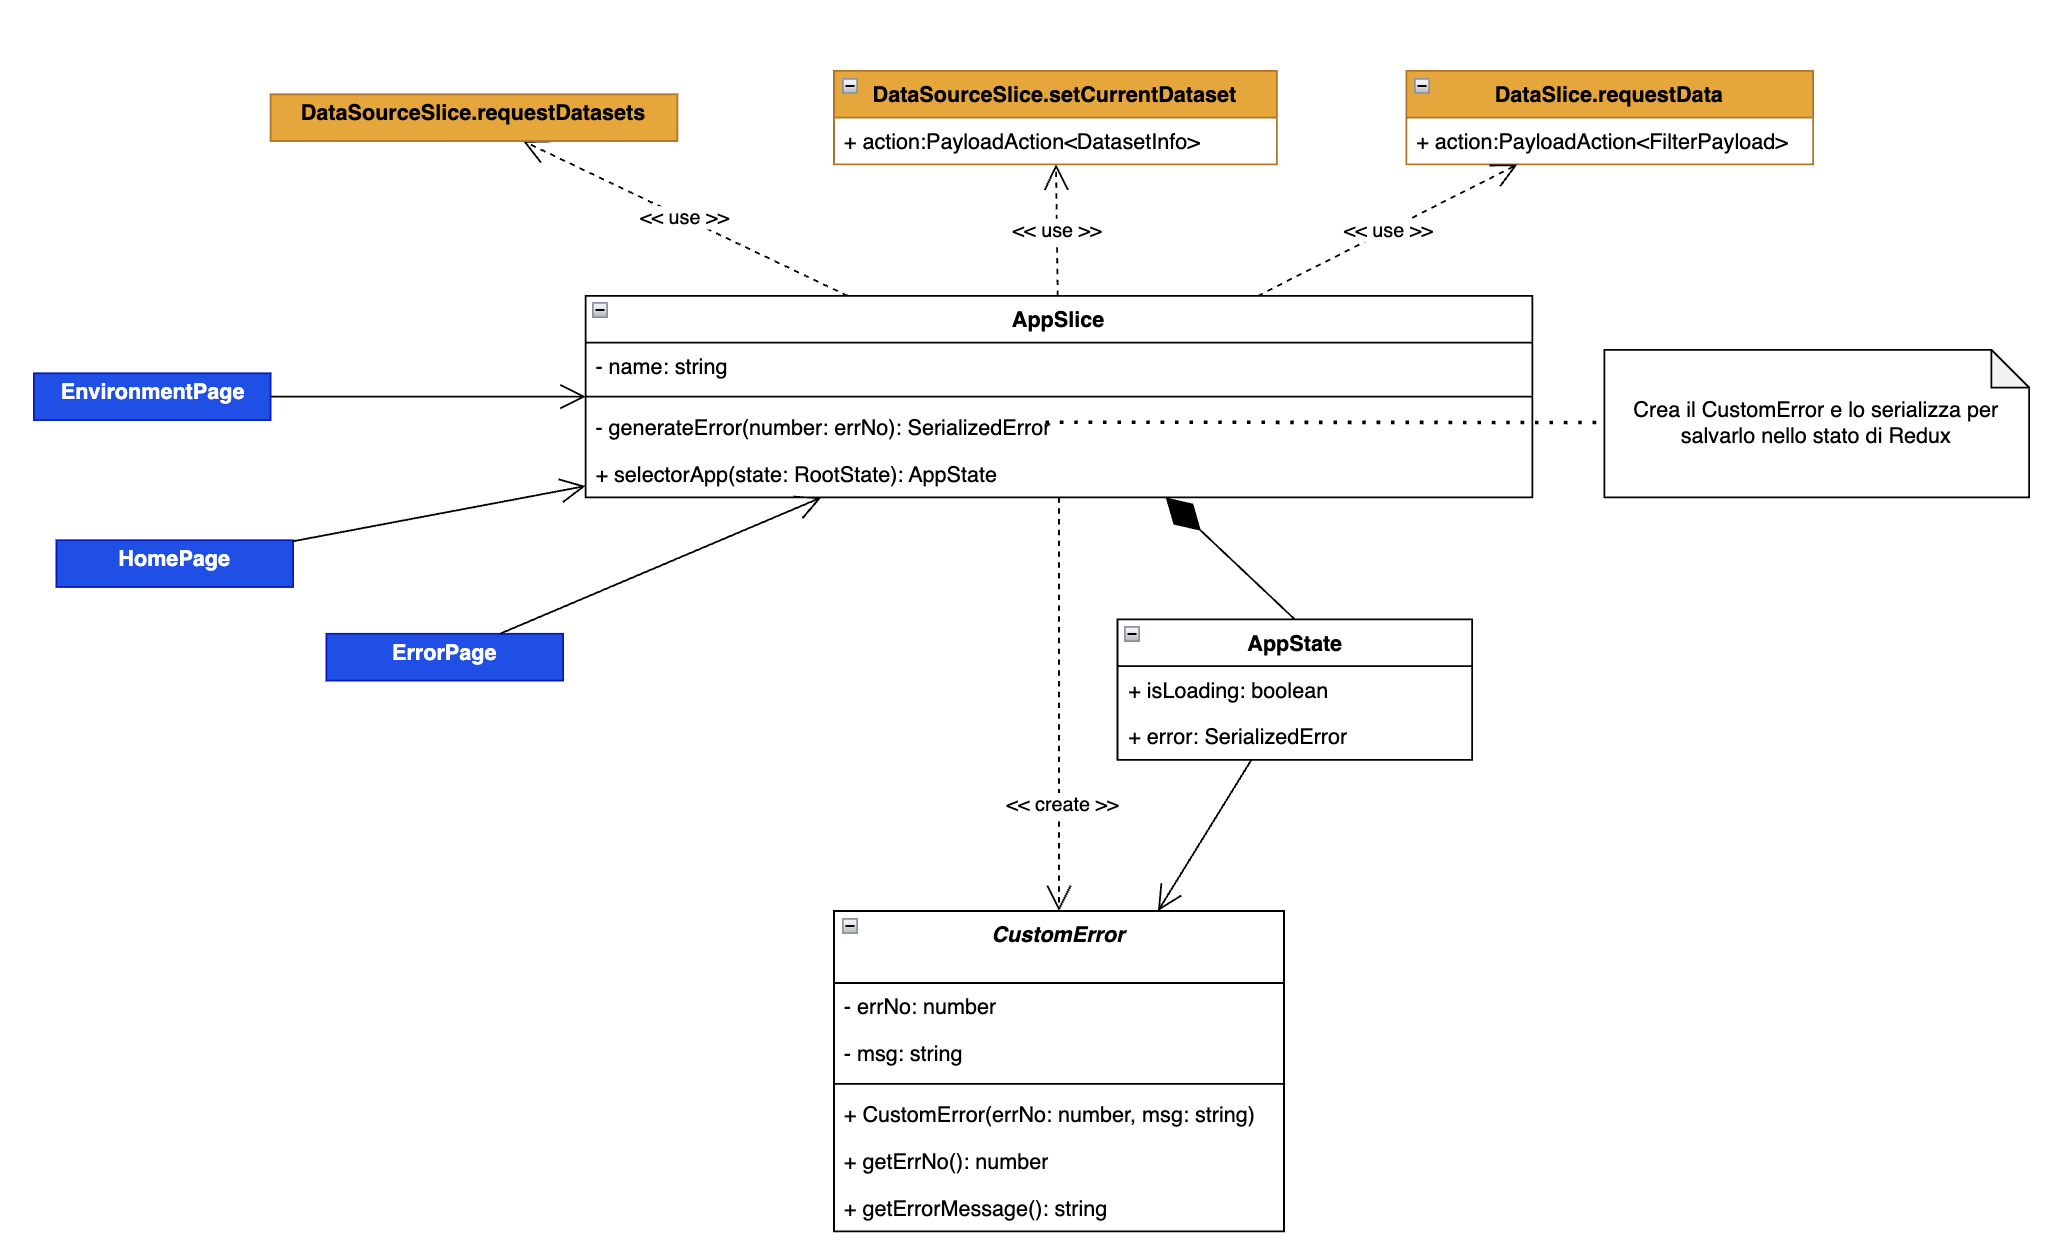 DataSourceSlice.requestDatasets
DataSourceSlice.setCurrentDataset
+ action:PayloadAction<DatasetInfo>
DataSlice.requestData
+ action:PayloadAction<FilterPayload>
<< use >>
<< use >>
<< use >>
AppSlice
- name: string
- generateError(number: errNo): SerializedError
+ selectorApp(state: RootState): AppState
Crea il CustomError e lo serializza per
salvarlo nello stato di Redux
EnvironmentPage
HomePage
ErrorPage
AppState
+ isLoading: boolean
+ error: SerializedError
<< create >>
CustomError
- errNo: number
- msg: string
+ CustomError(errNo: number, msg: string)
+ getErrNo(): number
+ getErrorMessage(): string